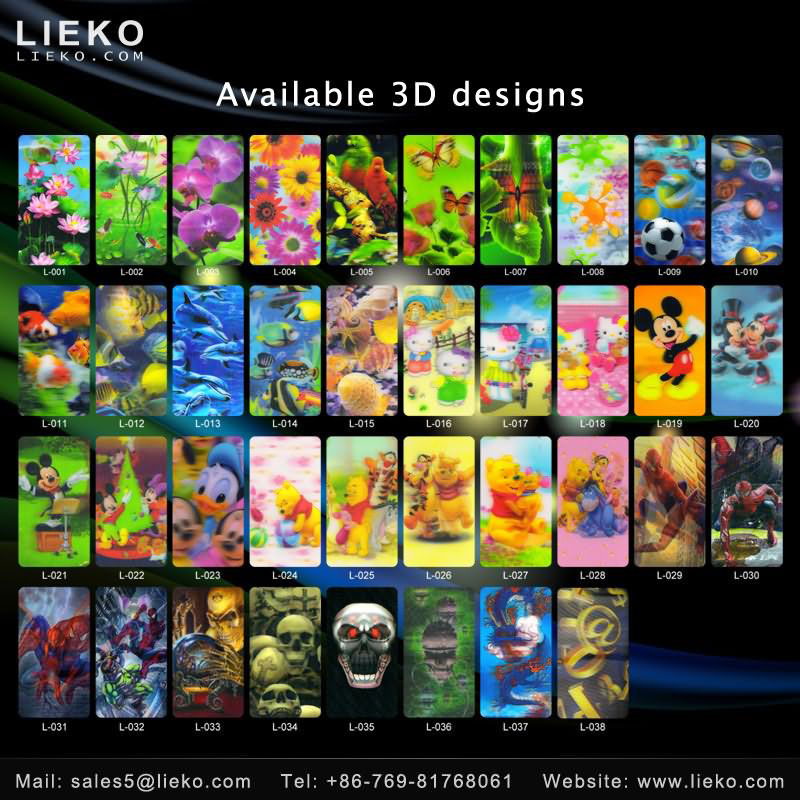 LIEKO
LIEKO.COM
Available 3D designs
L-001 L-002 L-003 L-004 L-005 L-006 L-007 L-008 L-009 L-010
L-011 L-012 L-013 L-014 L-015 L-016 L-017 L-018 L-019 L-020
L-021 L-022 L-023 L-024 L-025 L-026 L-027 L-028 L-029 L-030
@
L-031 L-032 L-033 L-034 L-035 L-036 L-037 L-038
Mail: sales5@lieko.com Tel: +86-769-81768061 Website: www.lieko.com